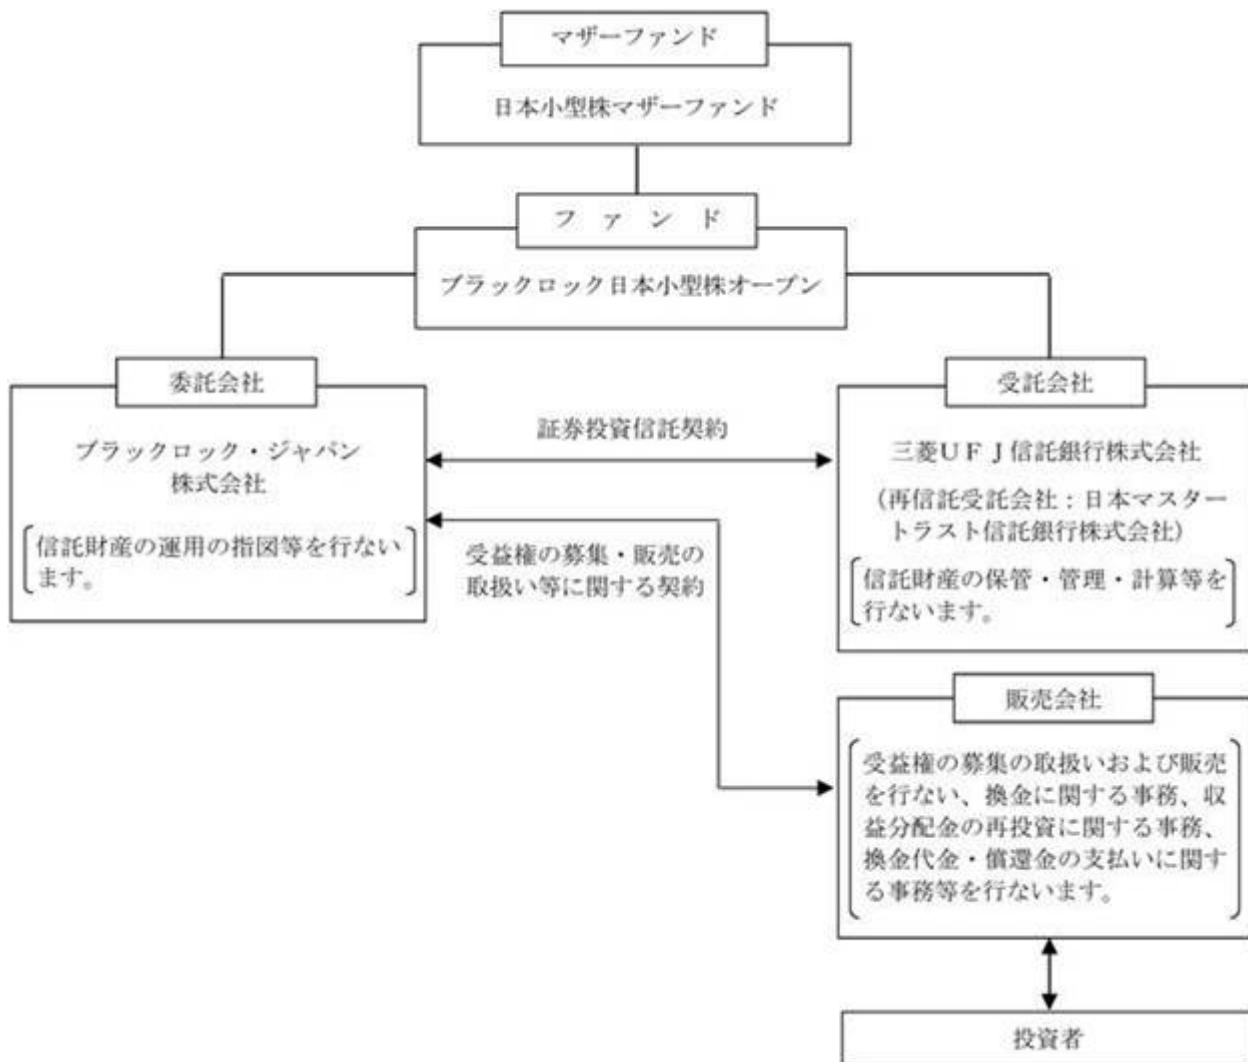 マザーファンド
日本小型株マザーファンド
ファンド
ブラックロック日本小型株オープン
委託会社
ブラックロック・ジャパン
株式会社
信託財産の運用の指図等を行ない
ます。
証券投資信託契約
受益権の募集・販売の
取扱い等に関する契約
受託会社
三菱UFJ信託銀行株式会社
(再信託受託会社:日本マスター
トラスト信託銀行株式会社)
信託財産の保管・管理・計算等を
行ないます。
販売会社
受益権の募集の取扱いおよび販売
を行ない、換金に関する事務、収
益分配金の再投資に関する事務、
換金代金・償還金の支払いに関す
る事務等を行ないます。
投資者